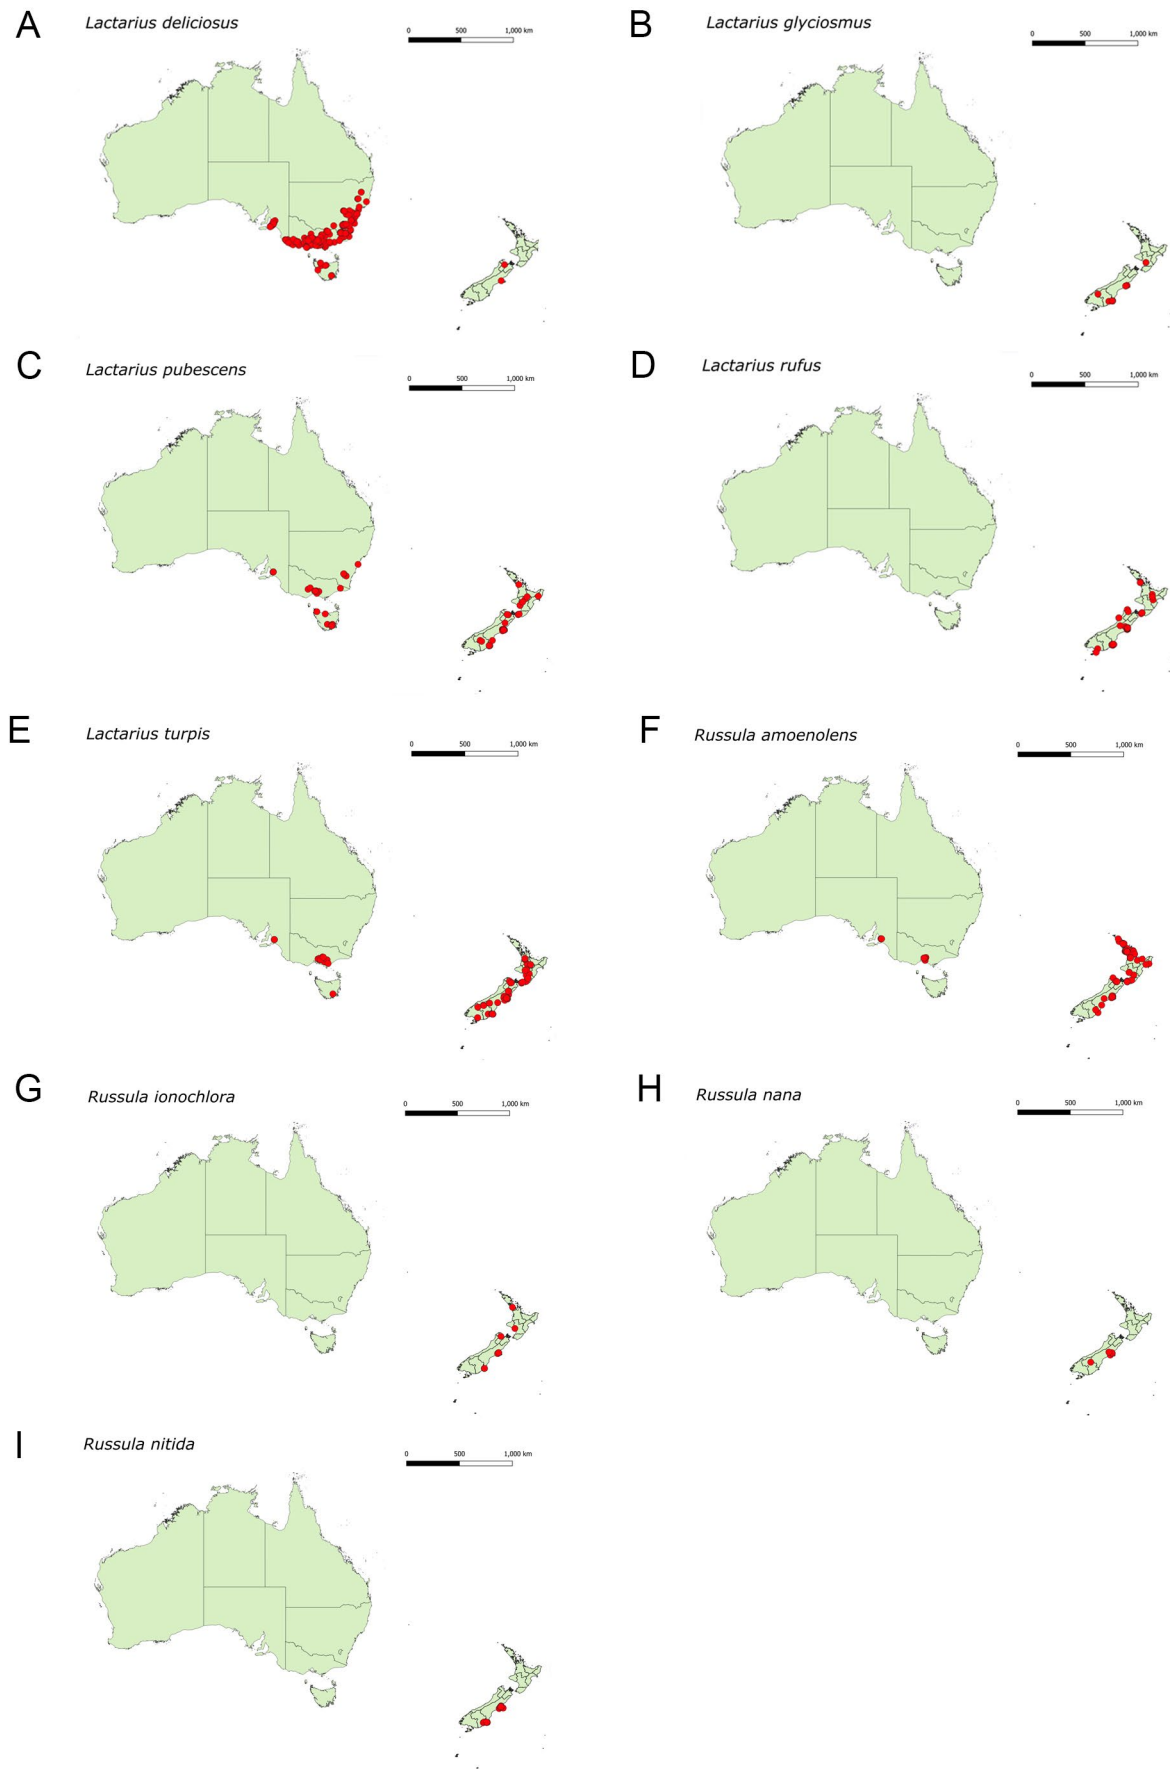 A Lactarius deliciosus
0 500 1,000 km
B Lactarius glyciosmus
0 500 1,000 km
C Lactarius pubescens
0 500 1,000 km
D Lactarius rufus
0 500 1,000 km
E Lactarius turpis
0 500 1,000 km
F Russula amoenolens
0 500 1,000 km
G Russula ionochlora
0 500 1,000 km
H Russula nana
0 500 1,000 km
I Russula nitida
0 500 1,000 km